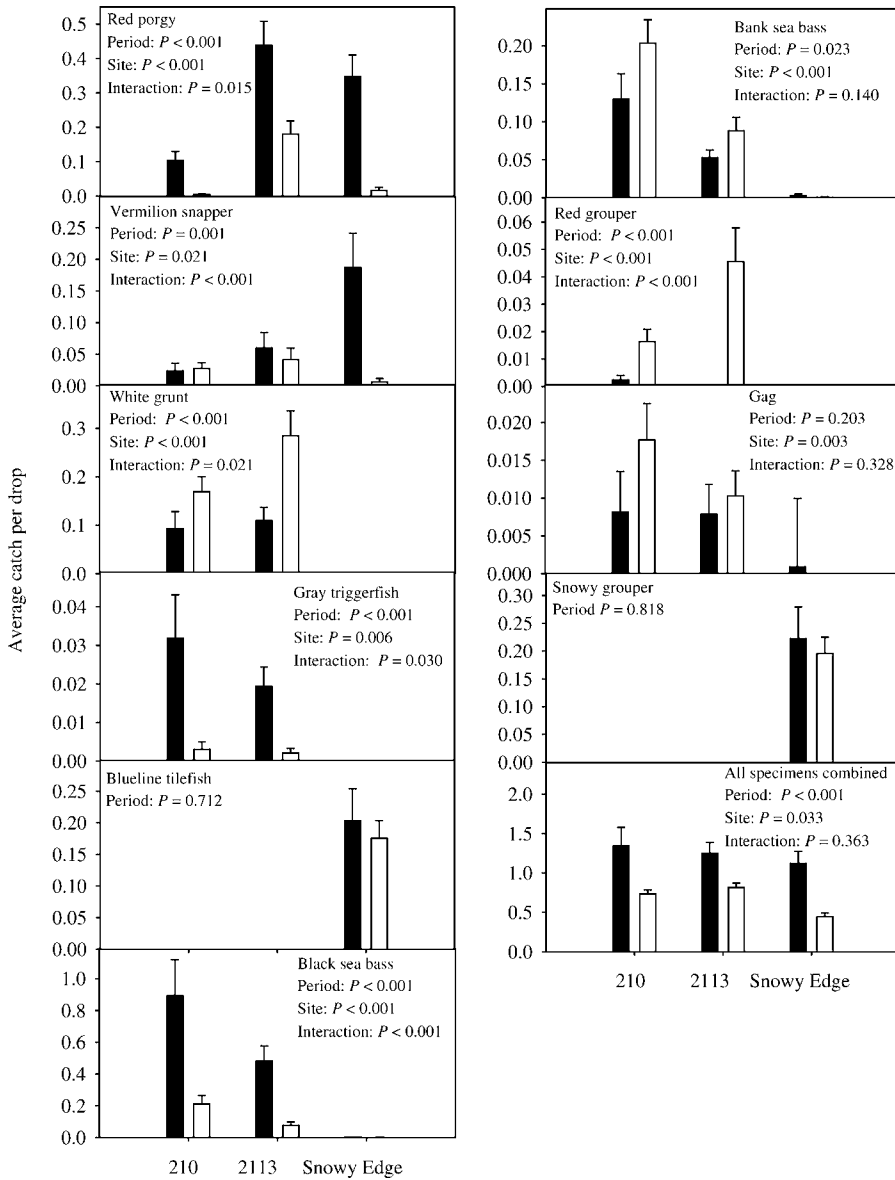 Average catch per drop
Red porgy
Period: P < 0.001
Site: P < 0.001
Interaction: P = 0.015
0.5
0.4
0.3
0.2
0.1
0.0
Vermilion snapper
Period: P = 0.001
Site: P = 0.021
Interaction: P < 0.001
0.25
0.20
0.15
0.10
0.05
0.00
White grunt
Period: P < 0.001
Site: P < 0.001
Interaction: P = 0.021
0.3
0.2
0.1
0.0
Gray triggerfish
Period: P < 0.001
Site: P = 0.006
Interaction: P = 0.030
0.04
0.03
0.02
0.01
0.00
Blueline tilefish
Period: P = 0.712
0.25
0.20
0.15
0.10
0.05
0.00
Black sea bass
Period: P < 0.001
Site: P < 0.001
Interaction: P < 0.001
1.0
0.8
0.6
0.4
0.2
0.0
210 2113 Snowy Edge
Bank sea bass
Period: P = 0.023
Site: P < 0.001
Interaction: P = 0.140
0.20
0.15
0.10
0.05
0.00
Red grouper
Period: P < 0.001
Site: P < 0.001
Interaction: P < 0.001
0.06
0.05
0.04
0.03
0.02
0.01
0.00
Gag
Period: P = 0.203
Site: P = 0.003
Interaction: P = 0.328
0.020
0.015
0.010
0.005
0.000
Snowy grouper
Period P = 0.818
0.30
0.25
0.20
0.15
0.10
0.05
0.00
All specimens combined
Period: P < 0.001
Site: P = 0.033
Interaction: P = 0.363
2.0
1.5
1.0
0.5
0.0
210 2113 Snowy Edge